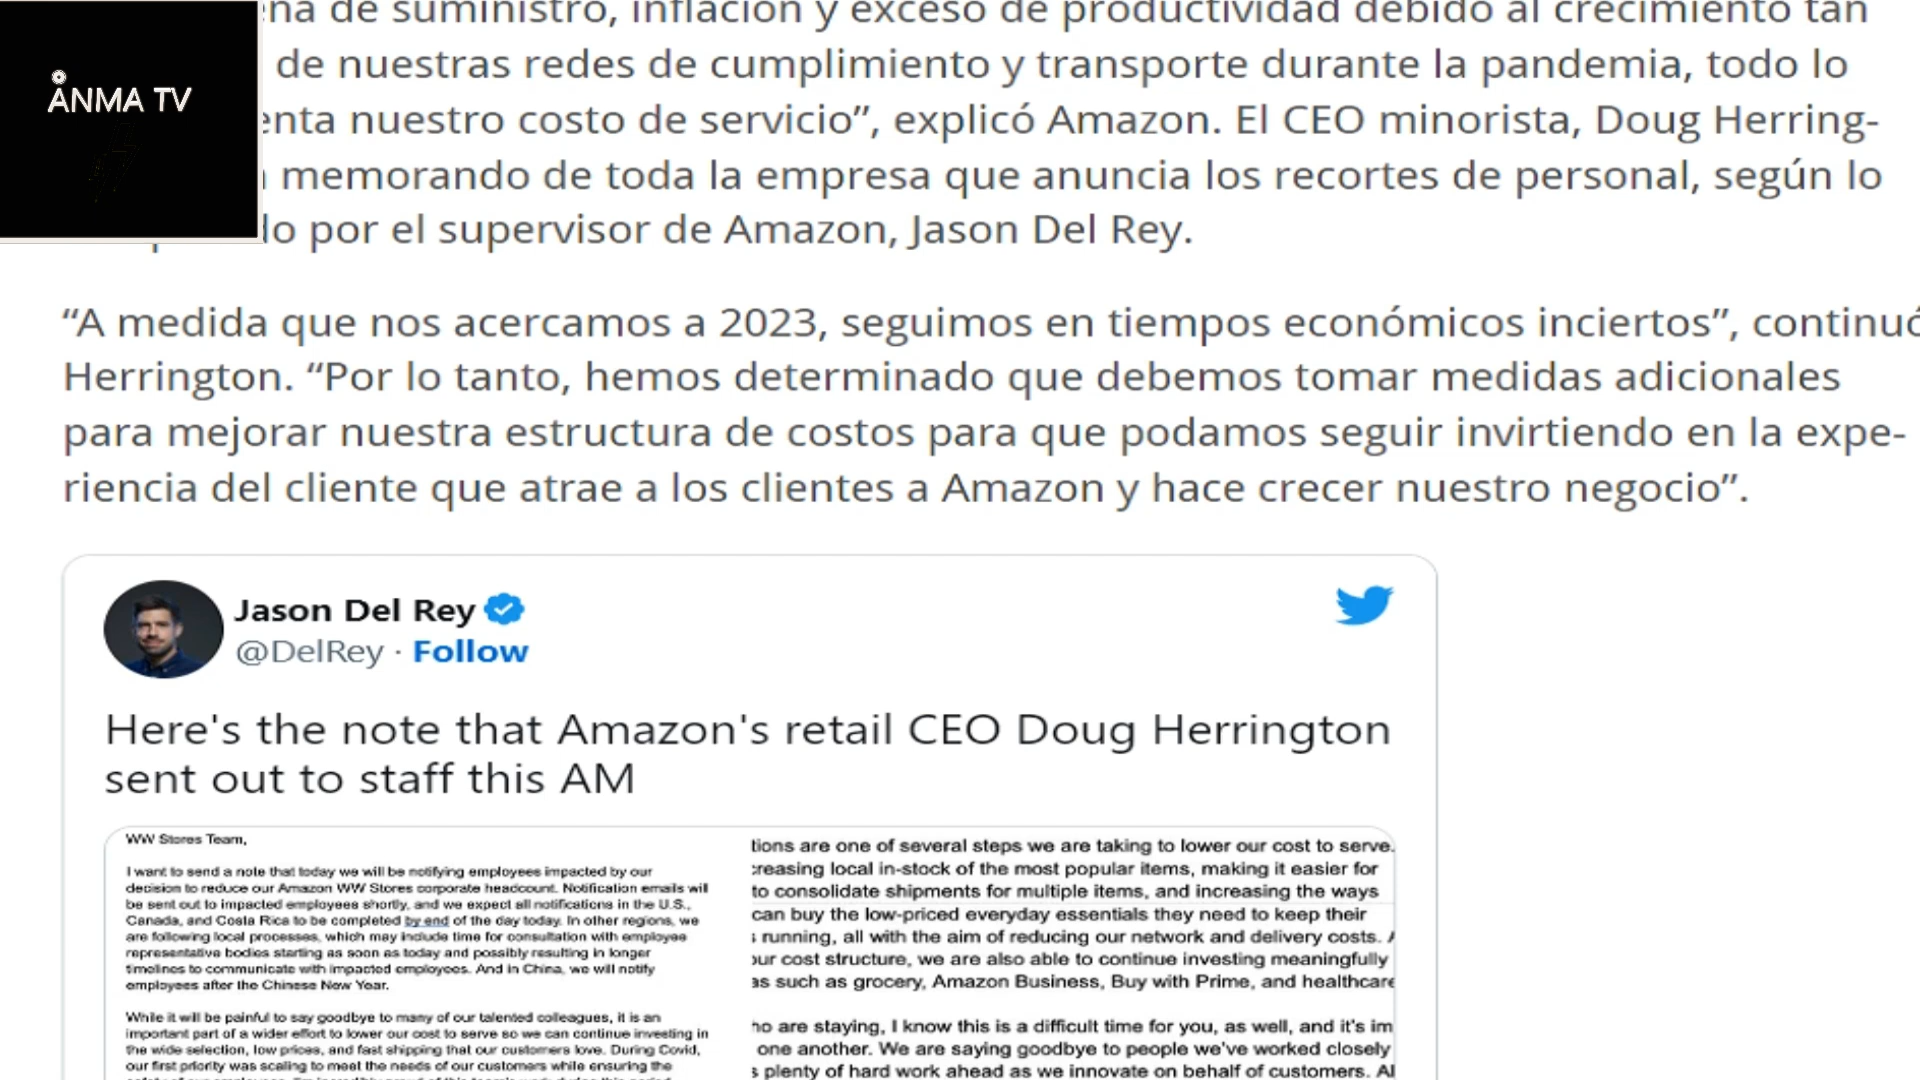 de suministro, inflación y exceso de productividad debido al crecimiento tan
ANMA TV
de nuestras redes de cumplimiento y transporte durante la pandemia, todo lo
nuestro costo de servicio”, explicó Amazon. El CEO minorista, Doug Herring-
memorando de toda la empresa que anuncia los recortes de personal, según lo
por el supervisor de Amazon, Jason Del Rey.
“A medida que nos acercamos a 2023, seguimos en tiempos económicos inciertos”, continuó
Herrington. “Por lo tanto, hemos determinado que debemos tomar medidas adicionales
para mejorar nuestra estructura de costos para que podamos seguir invirtiendo en la expe-
riencia del cliente que atrae a los clientes a Amazon y hace crecer nuestro negocio”.
Jason Del Rey
@DelRey · Follow
Here's the note that Amazon's retail CEO Doug Herrington
sent out to staff this AM
WW Stores Team,
I want to send a note that today we will be notifying employees impacted by our
decision to reduce our Amazon WW Stores corporate headcount. Notification emails will
be sent out to impacted employees shortly, and we expect all notifications in the U.S.,
Canada, and Costa Rica to be completed by end of the day today. In other regions, we
are following local processes, which may include time for consultation with employee
representative bodies starting as soon as today and possibly resulting in longer
timelines to communicate with impacted employees. And in China, we will notify
employees after the Chinese New Year.
While it will be painful to say goodbye to many of our talented colleagues, it is an
important part of a wider effort to lower our cost to serve so we can continue investing in
the wide selection, low prices, and fast shipping that our customers love. During Covid,
our first priority was scaling to meet the needs of our customers while ensuring the
tions are one of several steps we are taking to lower our cost to serve.
creasing local in-stock of the most popular items, making it easier for
to consolidate shipments for multiple items, and increasing the ways
can buy the low-priced everyday essentials they need to keep their
running, all with the aim of reducing our network and delivery costs.
our cost structure, we are also able to continue investing meaningfully
as such as grocery, Amazon Business, Buy with Prime, and healthcare
ho are staying, I know this is a difficult time for you, as well, and it's im
one another. We are saying goodbye to people we've worked closely
plenty of hard work ahead as we innovate on behalf of customers.